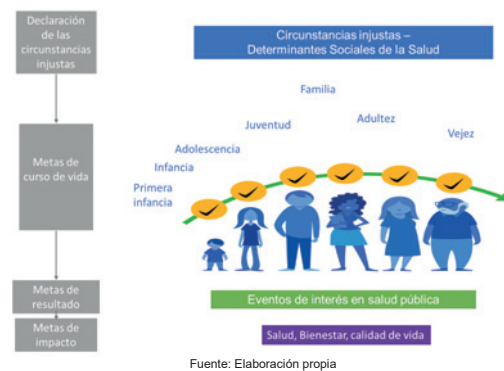 Declaración
de las
circunstancias
injustas
Circunstancias injustas –
Determinantes Sociales de la Salud
Familia
Juventud
Adultez
Vejez
Adolescencia
Infancia
Primera
infancia
Metas de
curso de vida
Metas de
resultado
Eventos de interés en salud pública
Metas de
impacto
Salud, Bienestar, calidad de vida
Fuente: Elaboración propia